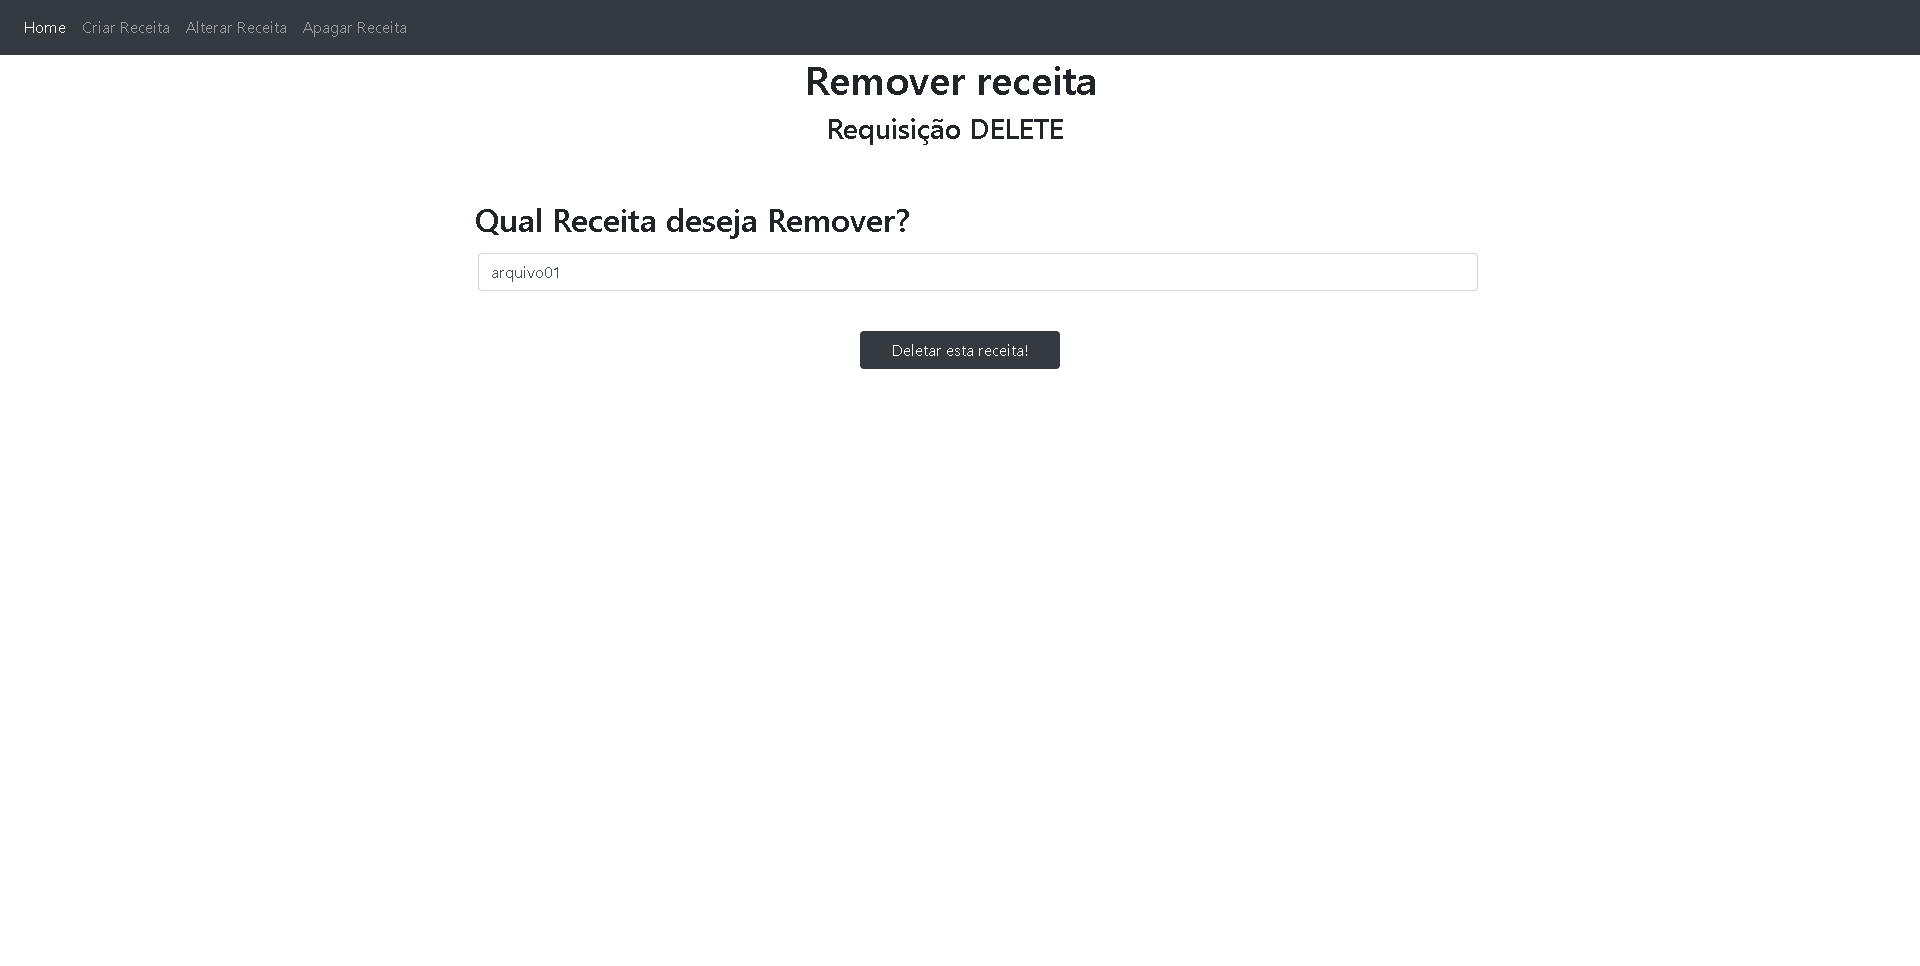 Home Criar Receita Alterar Receita Apagar Receita
Remover receita
Requisição DELETE
Qual Receita deseja Remover?
arquivo01
Deletar esta receita!